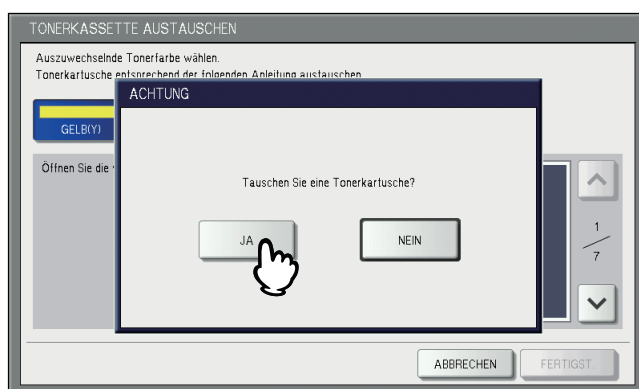 TONERKASSETTE AUSTAUSCHEN
Auszuwechselnde Tonerfarbe wählen.
Tonerkartusche entsprechend der folgenden Anleitung austauschen
ACHTUNG
GELB(Y)
Öffnen Sie die
Tauschen Sie eine Tonerkartusche?
JA
NEIN
1
7
ABBRECHEN
FERTIGST.